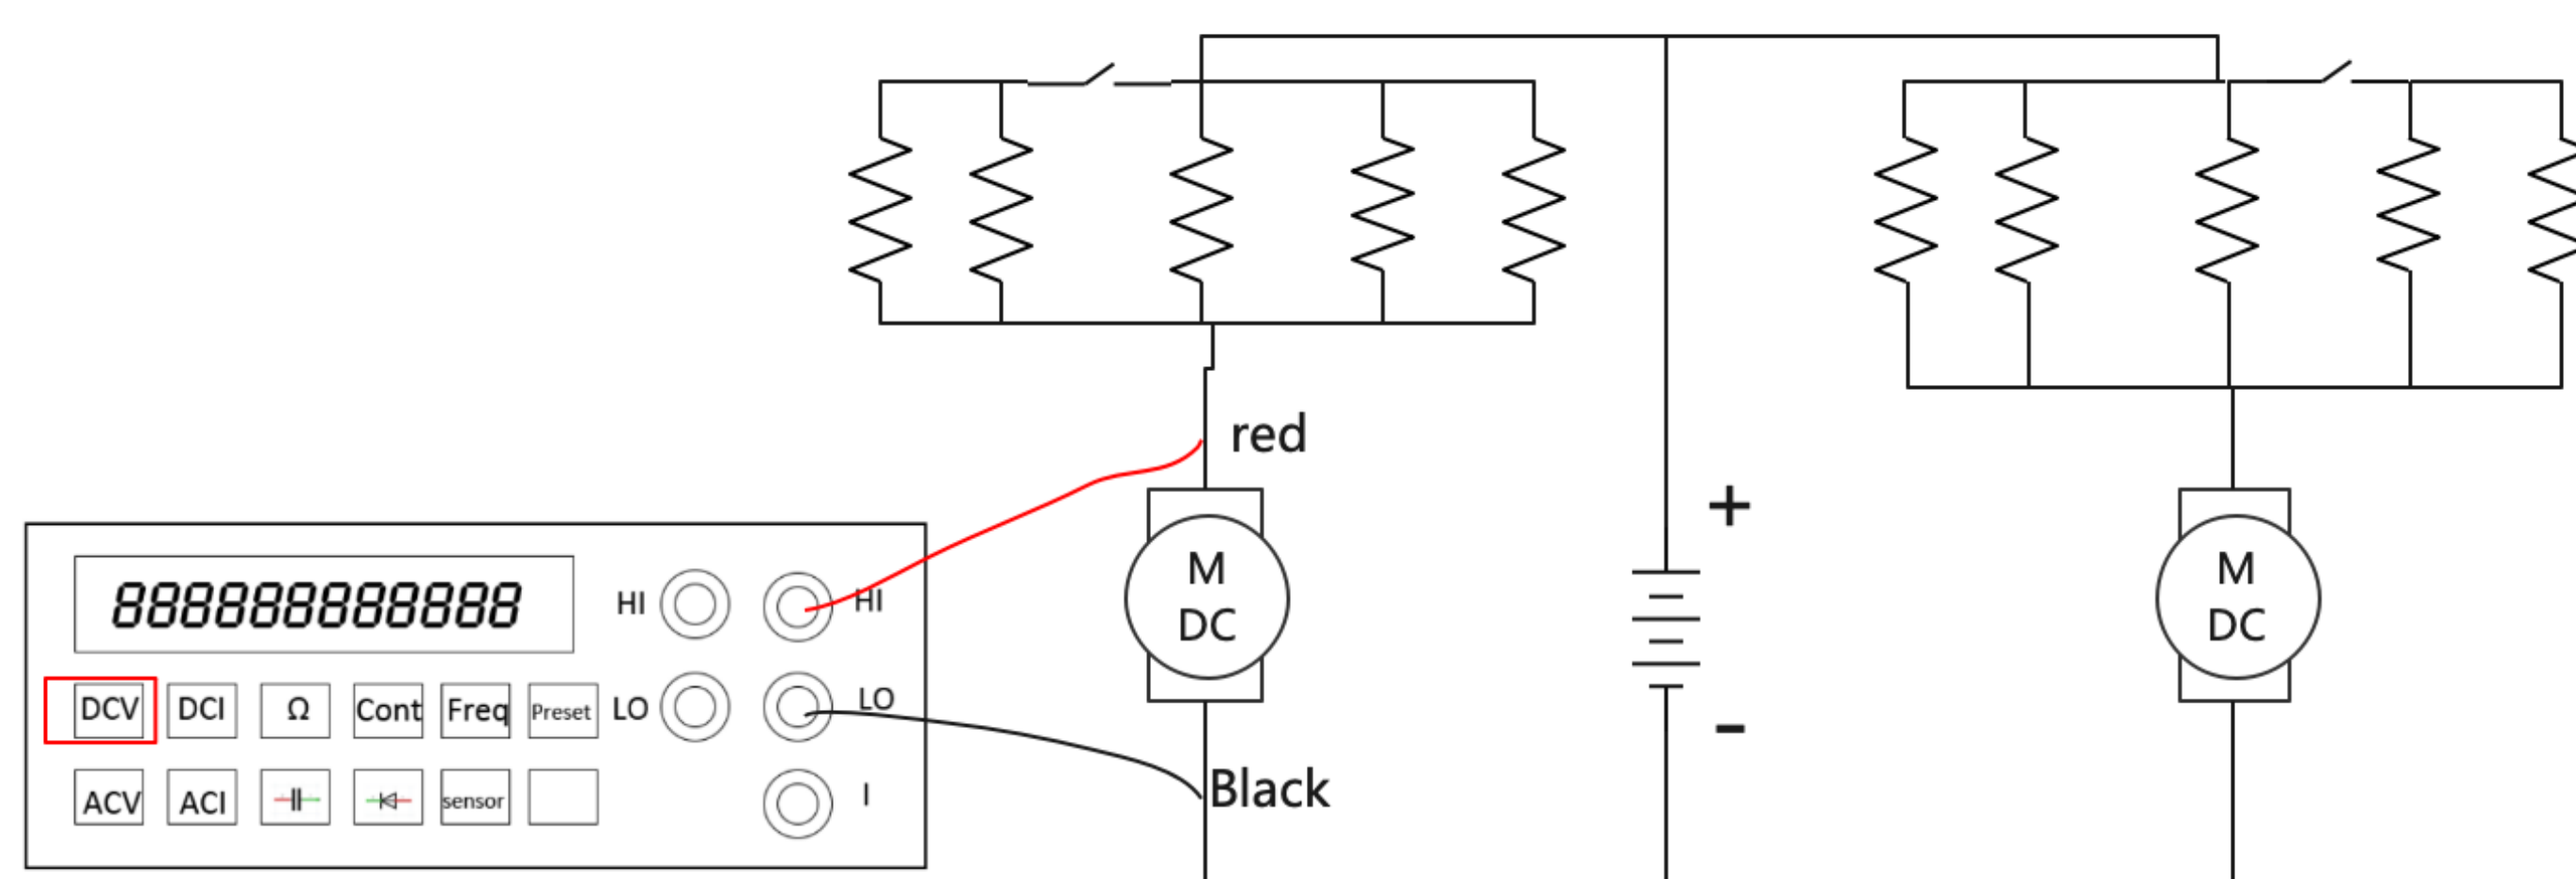 red
+
M
DC
M
DC
888888888888
HI
HI
DCV
DCI
Ω
Cont
Freq
Preset
LO
LO
-
Black
ACV
ACI
sensor
I